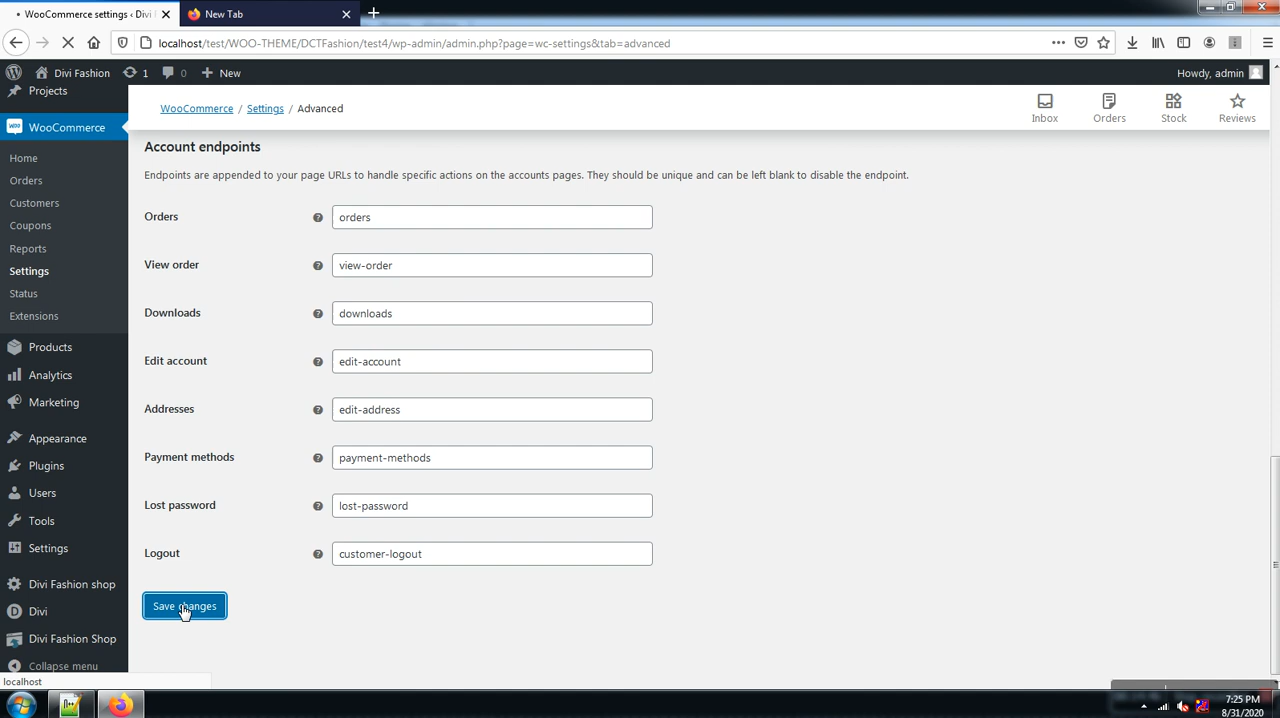 WooCommerce settings ‹ Divi
New Tab
localhost/test/WOO-THEME/DCTFashion/test4/wp-admin/admin.php?page=wc-settings&tab=advanced
Divi Fashion
1
0
New
Howdy, admin
Projects
WooCommerce
Home
Orders
Customers
Coupons
Reports
Settings
Status
Extensions
Products
Analytics
Marketing
Appearance
Plugins
Users
Tools
Settings
Divi Fashion shop
Divi
Divi Fashion Shop
Collapse menu
WooCommerce / Settings / Advanced
Inbox
Orders
Stock
Reviews
Account endpoints
Endpoints are appended to your page URLs to handle specific actions on the accounts pages. They should be unique and can be left blank to disable the endpoint.
Orders orders
View order view-order
Downloads downloads
Edit account edit-account
Addresses edit-address
Payment methods payment-methods
Lost password lost-password
Logout customer-logout
Save changes
localhost
7:25 PM
8/31/2020